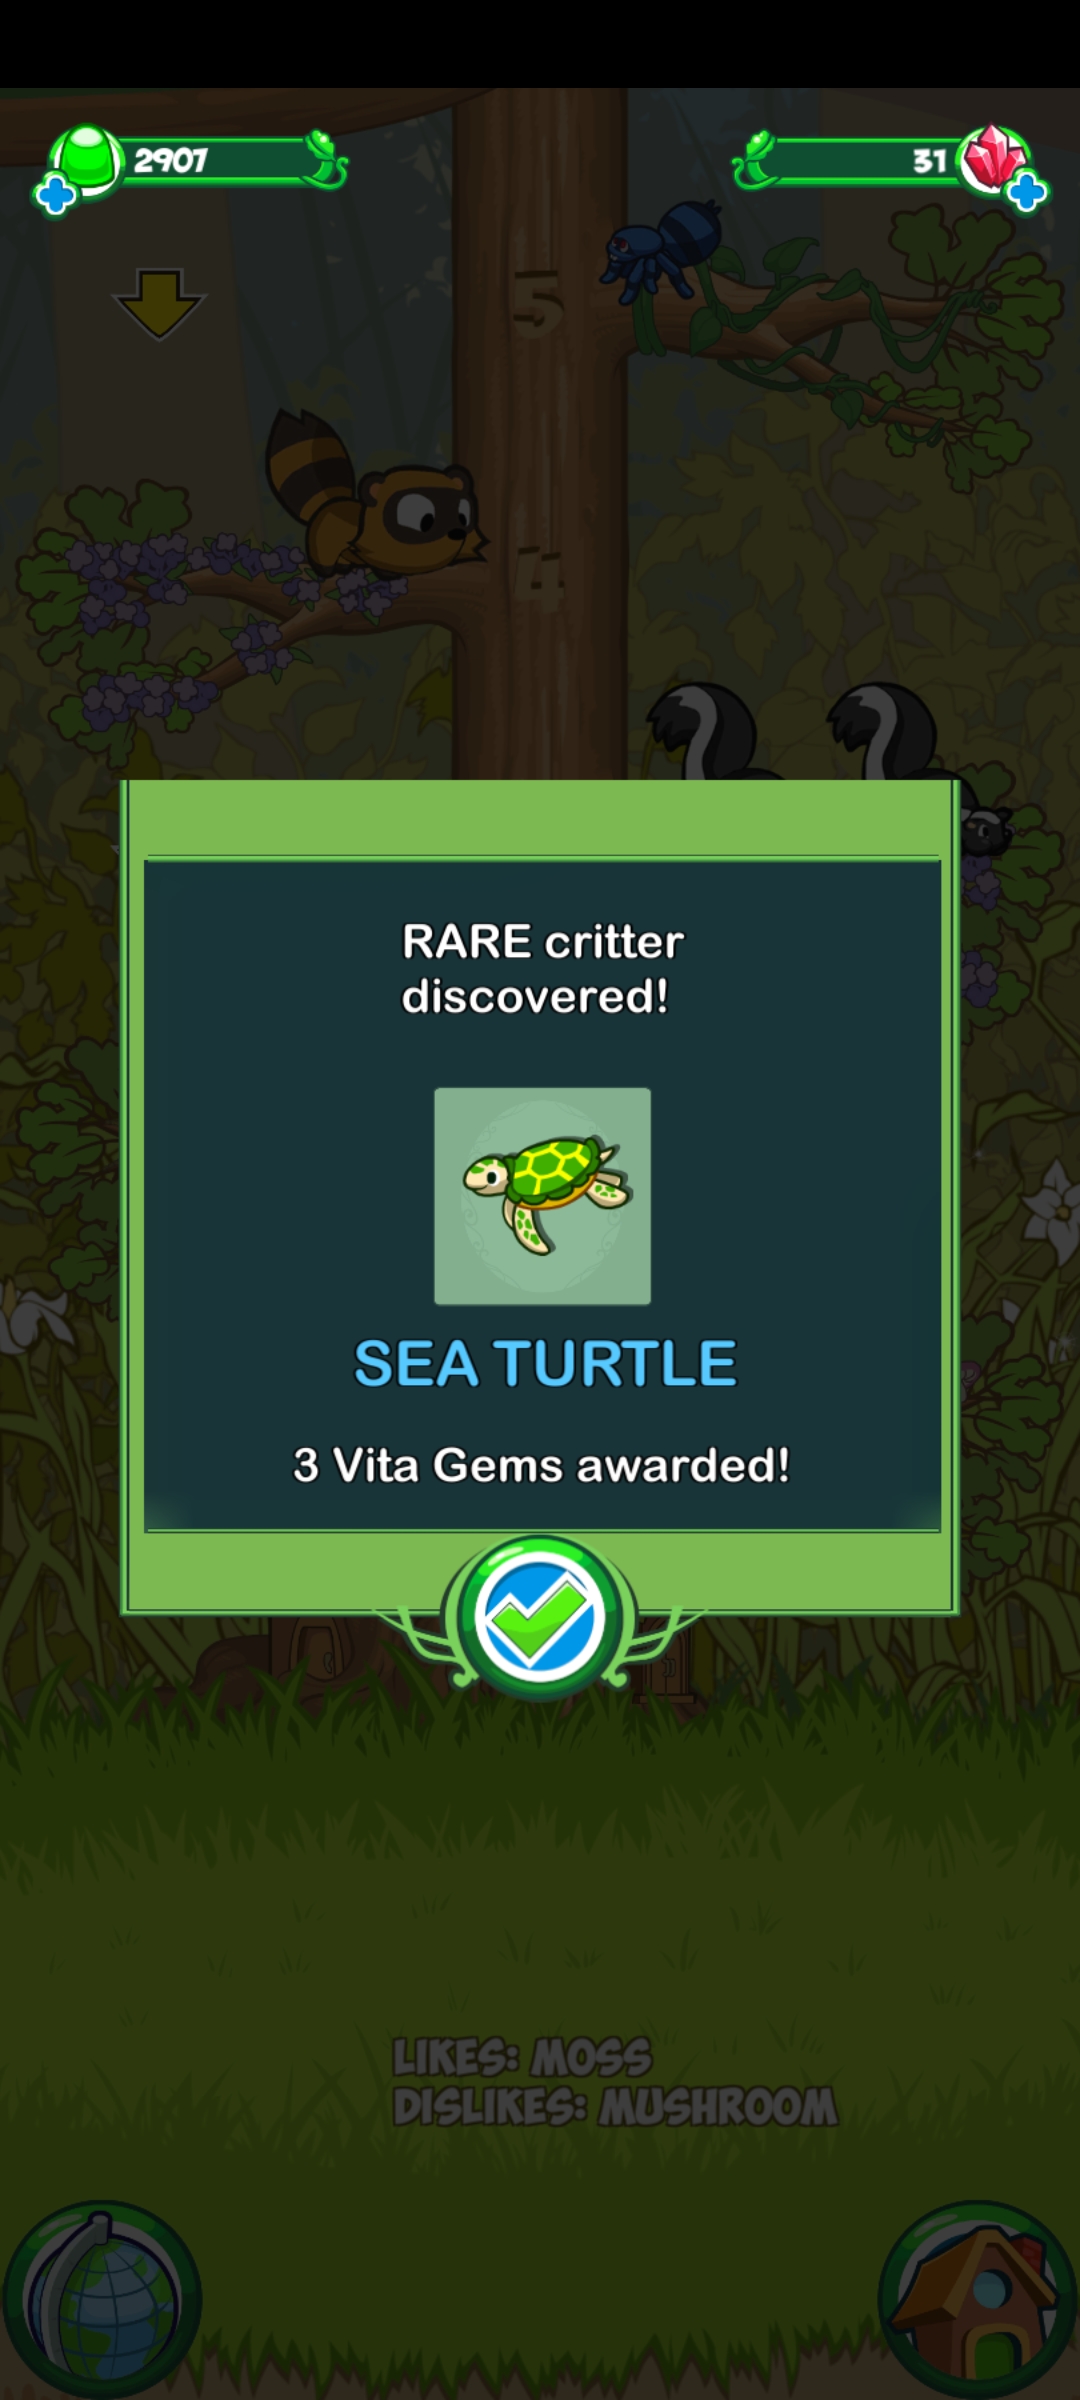 2907
31
5
4
RARE critter
discovered!
SEA TURTLE
3 Vita Gems awarded!
LIKES: MOSS
DISLIKES: MUSHROOM